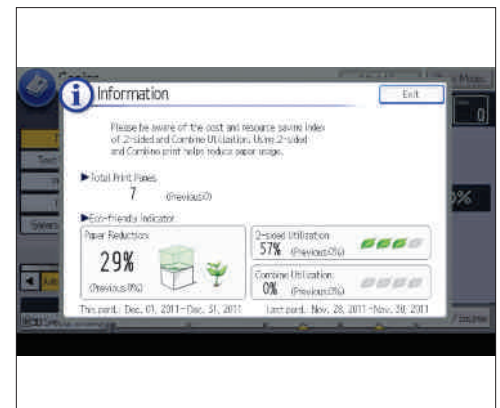 Information
Exit
Please be aware of the cost and resource saving index
of 2-sided and Combine Utilization. Using 2-sided
and Combine print helps reduce paper usage.
▶Total Print Pages
7 (Previous:0)
▶Eco-friendly Indicator
Paper Reduction:
29%
(Previous:0%)
2-sided Utilization:
57% (Previous:0%)
Combine Utilization:
0% (Previous:0%)
This perd.: Dec. 01, 2011-Dec. 31, 2011
Last perd.: Nov. 28, 2011-Nov. 30, 2011
0